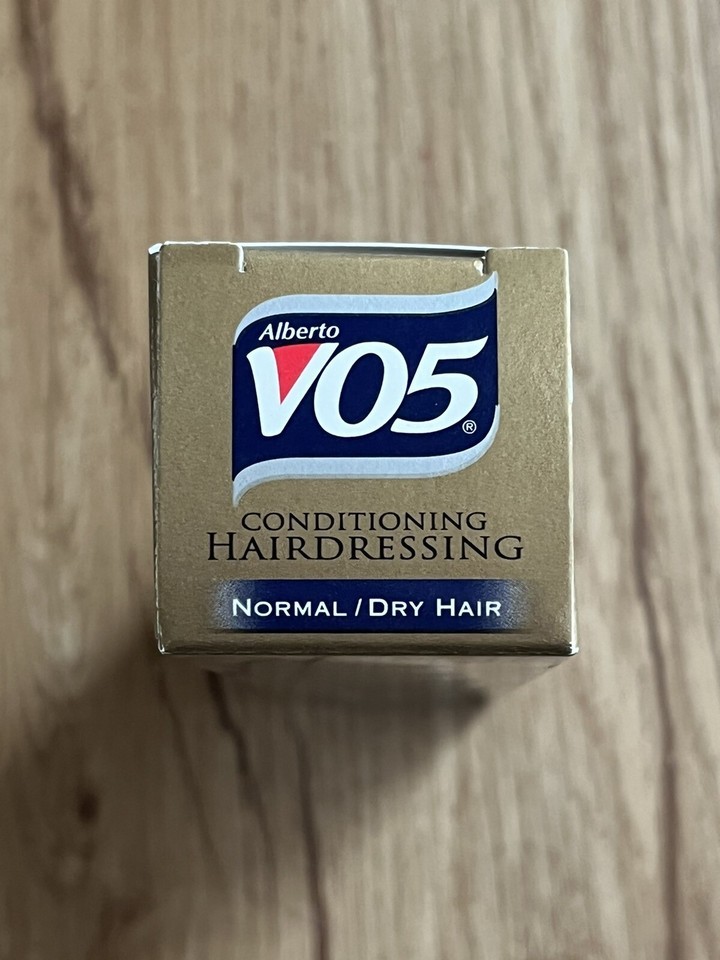 Alberto
VO5®
CONDITIONING
HAIRDRESSING
NORMAL / DRY HAIR